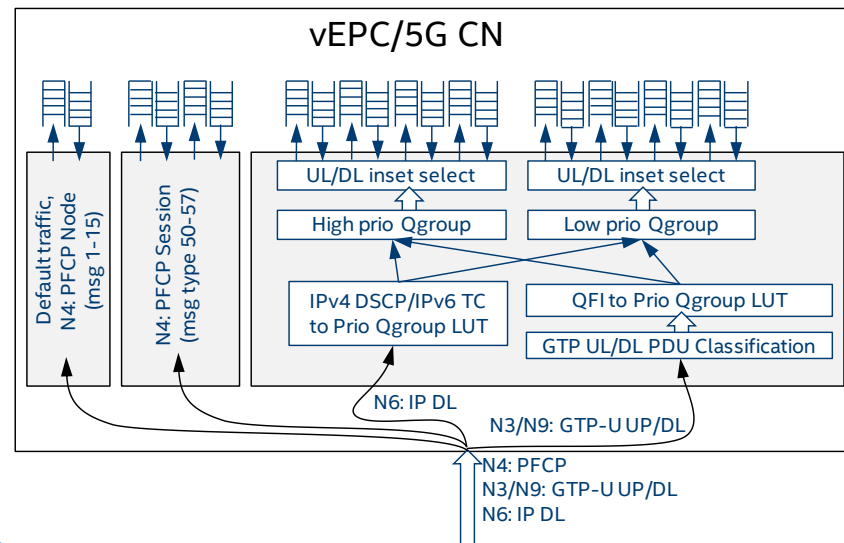 vEPC/5G CN
Default traffic,
N4: PFCP Node
(msg 1-15)
N4: PFCP Session
(msg type 50-57)
UL/DL inset select
UL/DL inset select
High prio Qgroup
Low prio Qgroup
IPv4 DSCP/IPv6 TC
to Prio Qgroup LUT
QFI to Prio Qgroup LUT
GTP UL/DL PDU Classification
N6: IP DL
N3/N9: GTP-U UP/DL
N4: PFCP
N3/N9: GTP-U UP/DL
N6: IP DL